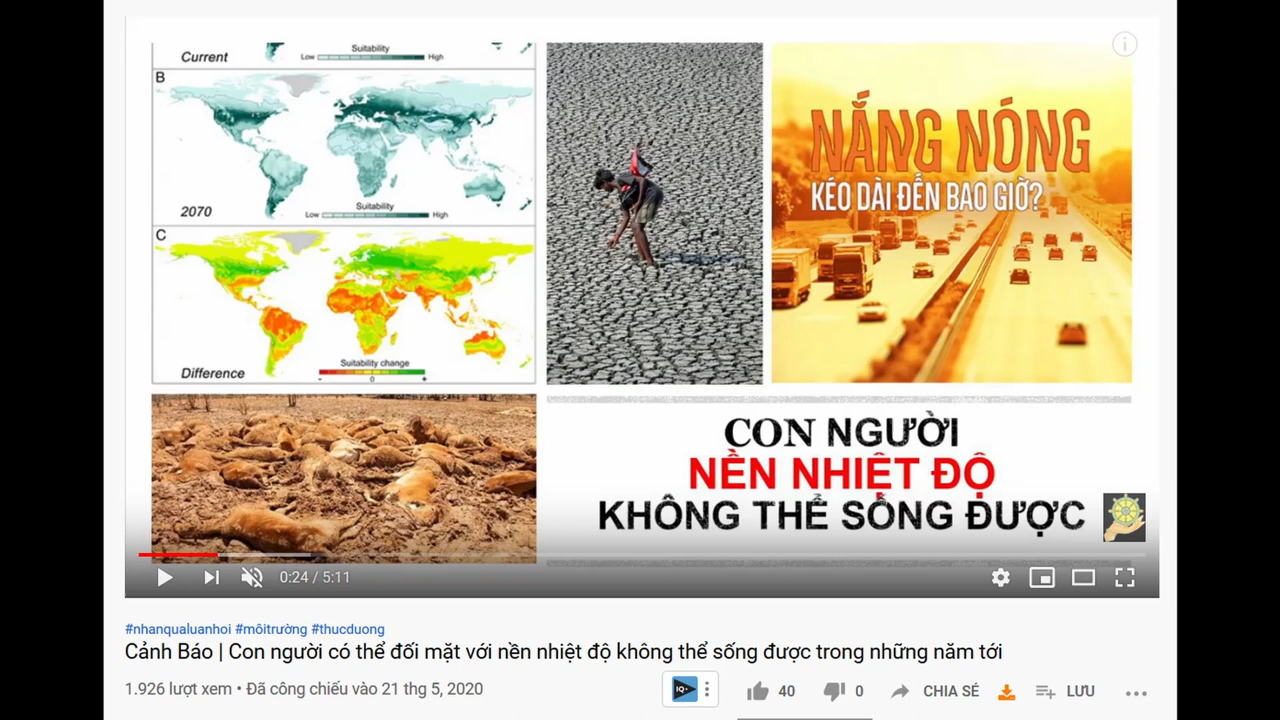 Current
Suitability
Low High
B
2070
Suitability
Low High
C
Difference
Suitability change
- 0 +
NẮNG NÓNG
KÉO DÀI ĐẾN BAO GIỜ?
CON NGƯỜI
NỀN NHIỆT ĐỘ
KHÔNG THỂ SỐNG ĐƯỢC
0:24 / 5:11
#nhanqualuanhoi #môitrường #thucduong
Cảnh Báo | Con người có thể đối mặt với nền nhiệt độ không thể sống được trong những năm tới
1.926 lượt xem • Đã công chiếu vào 21 thg 5, 2020
IQ+
40
0
CHIA SẺ
LƯU